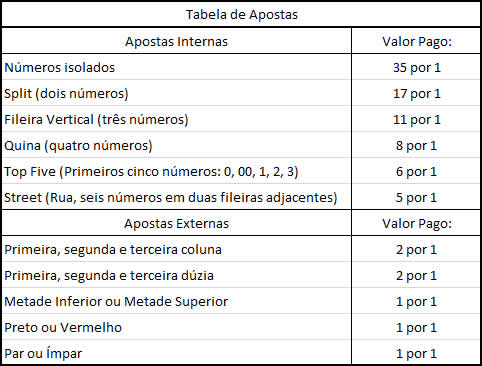 Tabela de Apostas
Apostas Internas Valor Pago:
Números isolados 35 por 1
Split (dois números) 17 por 1
Fileira Vertical (três números) 11 por 1
Quina (quatro números) 8 por 1
Top Five (Primeiros cinco números: 0, 00, 1, 2, 3) 6 por 1
Street (Rua, seis números em duas fileiras adjacentes) 5 por 1
Apostas Externas Valor Pago:
Primeira, segunda e terceira coluna 2 por 1
Primeira, segunda e terceira dúzia 2 por 1
Metade Inferior ou Metade Superior 1 por 1
Preto ou Vermelho 1 por 1
Par ou Ímpar 1 por 1